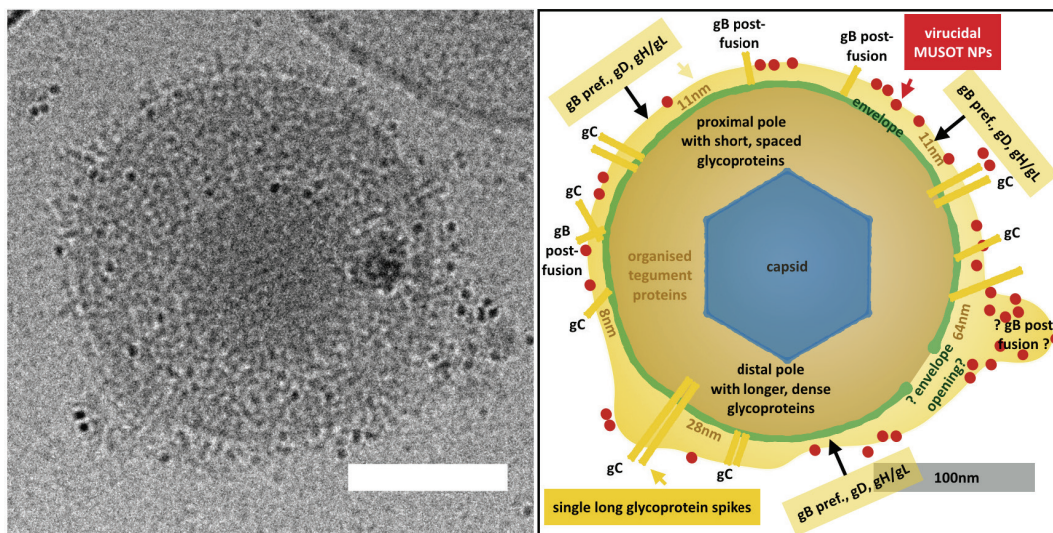 gB post-
fusion
gB post-
fusion
virucidal
MUSOT NPs
gB pref., gD, gH/gL
11nm
envelope
11nm
gB pref., gD, gH/gL
proximal pole
with short, spaced
glycoproteins
gC
gC
gC
gB
post-
fusion
gC
organised
tegument
proteins
capsid
gC
8nm
64nm
? gB post
fusion ?
? envelope
opening?
distal pole
with longer, dense
glycoproteins
28nm
gC
gC
single long glycoprotein spikes
gB pref., gD, gH/gL
100nm